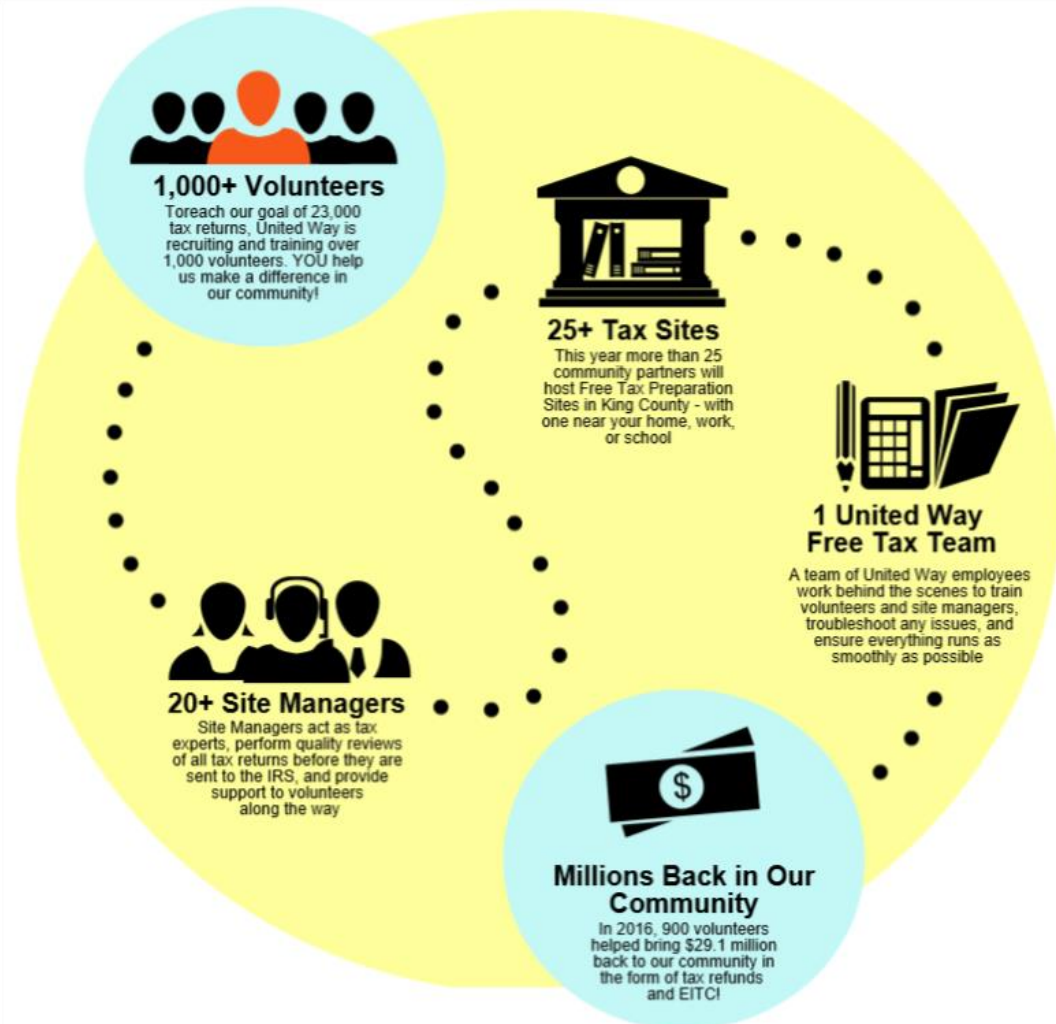 1,000+ Volunteers
Toreach our goal of 23,000
tax returns, United Way is
recruiting and training over
1,000 volunteers. YOU help
us make a difference in
our community!
20+ Site Managers
Site Managers act as tax
experts, perform quality reviews
of all tax returns before they are
sent to the IRS, and provide
support to volunteers
along the way
25+ Tax Sites
This year more than 25
community partners will
host Free Tax Preparation
Sites in King County - with
one near your home, work,
or school
1 United Way
Free Tax Team
A team of United Way employees
work behind the scenes to train
volunteers and site managers,
troubleshoot any issues, and
ensure everything runs as
smoothly as possible
$
Millions Back in Our
Community
In 2016, 900 volunteers
helped bring $29.1 million
back to our community in
the form of tax refunds
and EITC!